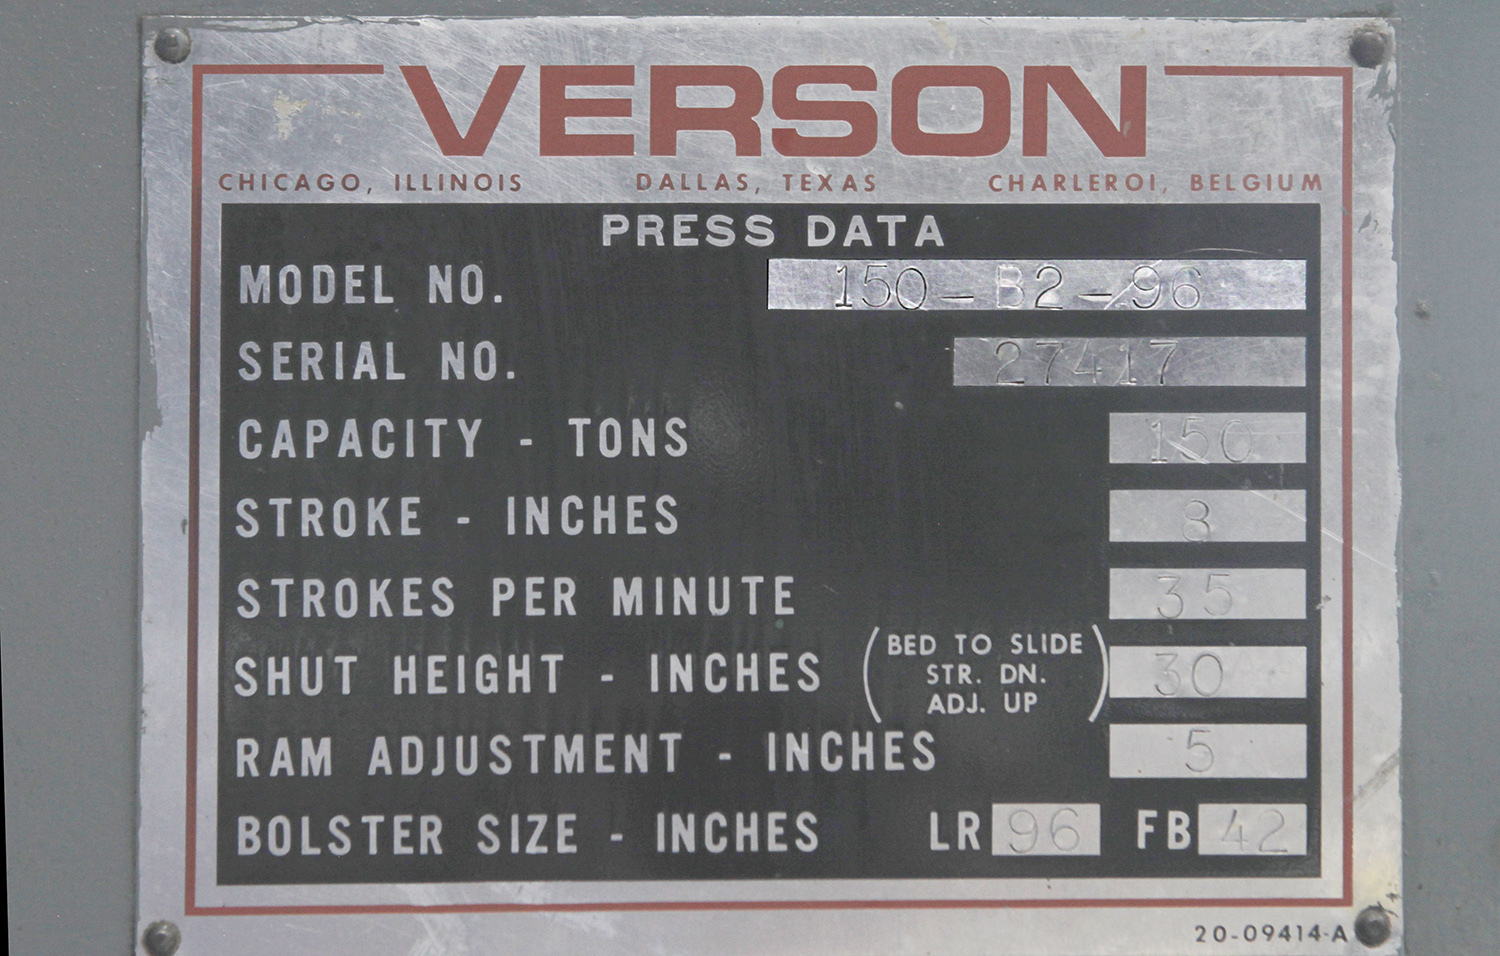 VERSON
CHICAGO, ILLINOIS DALLAS, TEXAS CHARLEROI, BELGIUM
PRESS DATA
MODEL NO. 150-B2-96
SERIAL NO. 27417
CAPACITY - TONS 150
STROKE - INCHES 8
STROKES PER MINUTE 35
SHUT HEIGHT - INCHES (BED TO SLIDE STR. DN. ADJ. UP) 30
RAM ADJUSTMENT - INCHES 5
BOLSTER SIZE - INCHES LR 96 FB 42
20-09414-A